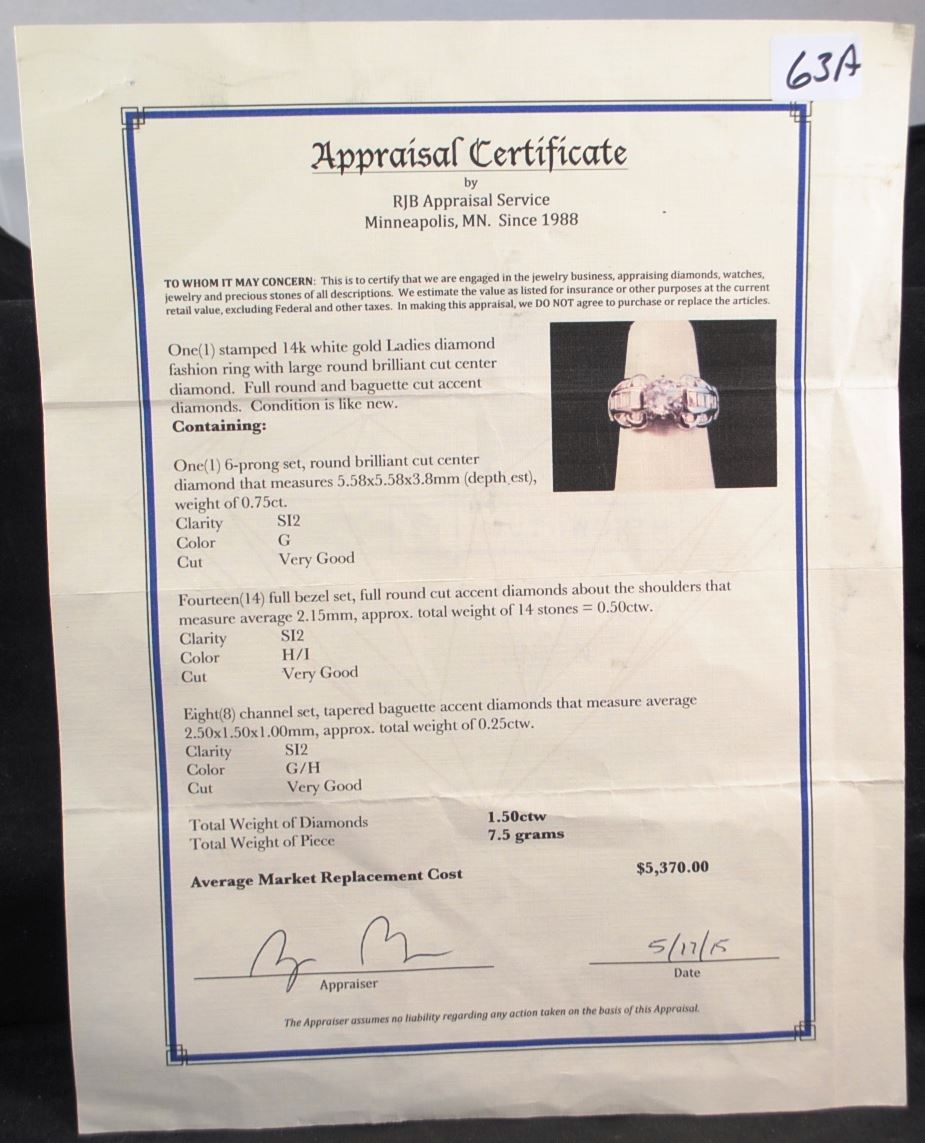 63A
Appraisal Certificate
by
RJB Appraisal Service
Minneapolis, MN. Since 1988
TO WHOM IT MAY CONCERN: This is to certify that we are engaged in the jewelry business, appraising diamonds, watches,
jewelry and precious stones of all descriptions. We estimate the value as listed for insurance or other purposes at the current
retail value, excluding Federal and other taxes. In making this appraisal, we DO NOT agree to purchase or replace the articles.
One(1) stamped 14k white gold Ladies diamond
fashion ring with large round brilliant cut center
diamond. Full round and baguette cut accent
diamonds. Condition is like new.
Containing:
One(1) 6-prong set, round brilliant cut center
diamond that measures 5.58x5.58x3.8mm (depth est),
weight of 0.75ct.
Clarity SI2
Color G
Cut Very Good
Fourteen(14) full bezel set, full round cut accent diamonds about the shoulders that
measure average 2.15mm, approx. total weight of 14 stones = 0.50ctw.
Clarity SI2
Color H/I
Cut Very Good
Eight(8) channel set, tapered baguette accent diamonds that measure average
2.50x1.50x1.00mm, approx. total weight of 0.25ctw.
Clarity SI2
Color G/H
Cut Very Good
Total Weight of Diamonds 1.50ctw
Total Weight of Piece 7.5 grams
Average Market Replacement Cost $5,370.00
5/17/15
Appraiser Date
The Appraiser assumes no liability regarding any action taken on the basis of this Appraisal.